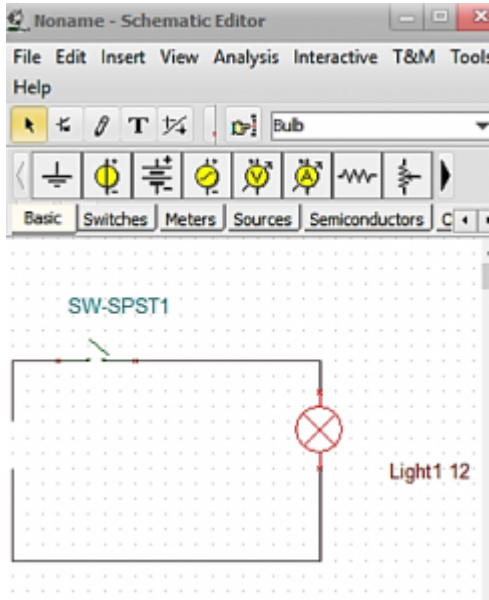 Noname - Schematic Editor
File Edit Insert View Analysis Interactive T&M Tools
Help
T Bulb
V A
Basic Switches Meters Sources Semiconductors C
SW-SPST1
Light1 12